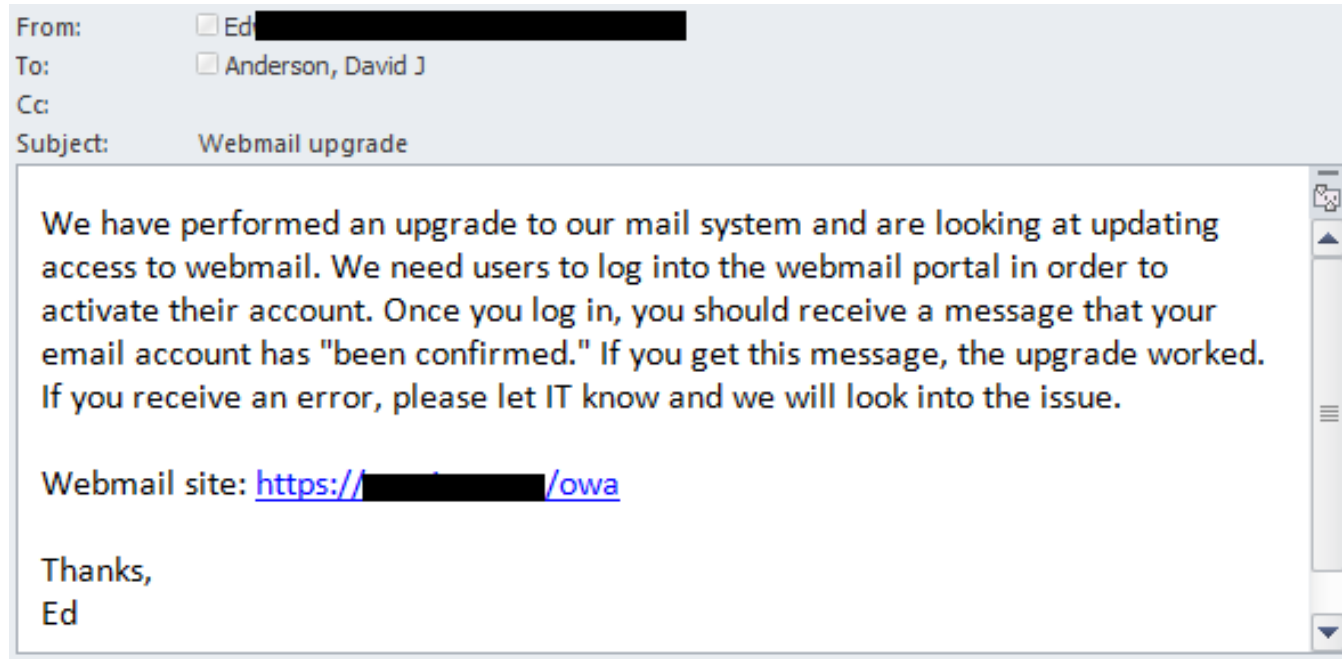 From: Ed
To: Anderson, David J
Cc:
Subject: Webmail upgrade
We have performed an upgrade to our mail system and are looking at updating
access to webmail. We need users to log into the webmail portal in order to
activate their account. Once you log in, you should receive a message that your
email account has "been confirmed." If you get this message, the upgrade worked.
If you receive an error, please let IT know and we will look into the issue.
Webmail site: https:// /owa
Thanks,
Ed